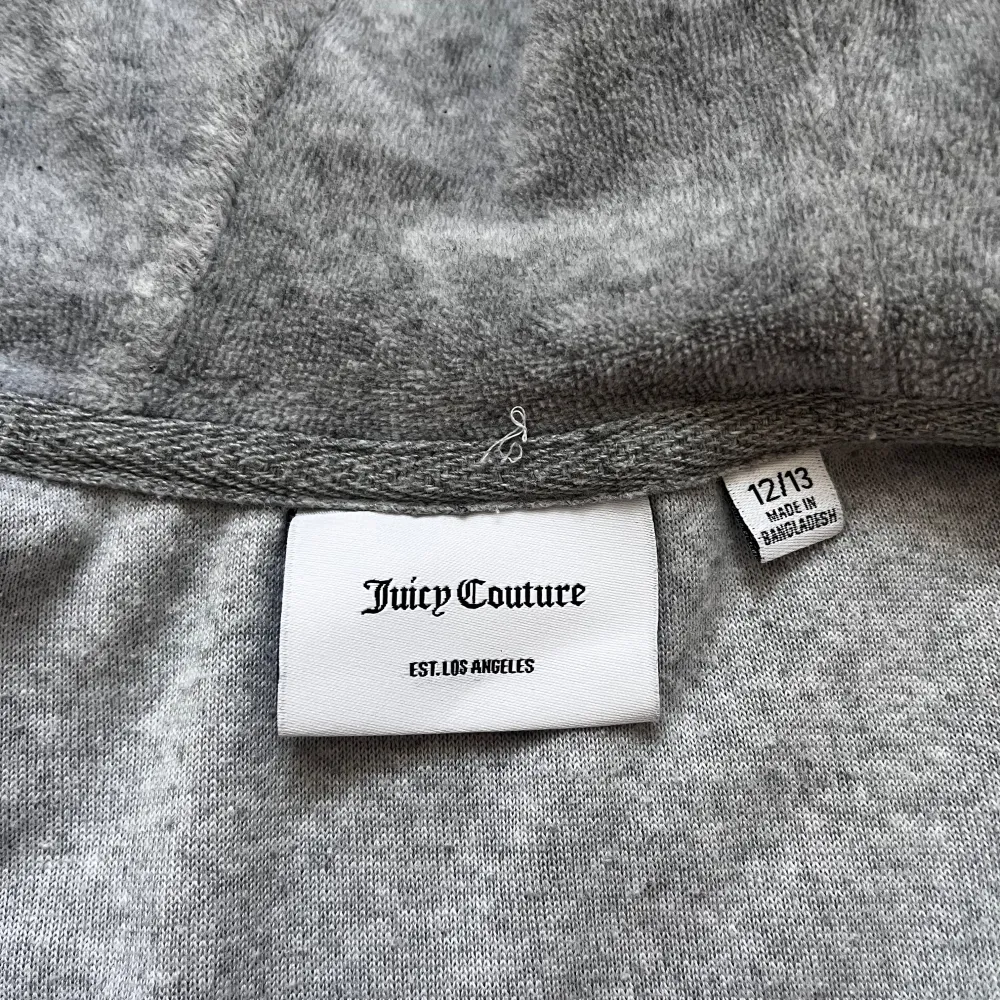 Juicy Couture
EST. LOS ANGELES
12/13
MADE IN
BANGLADESH